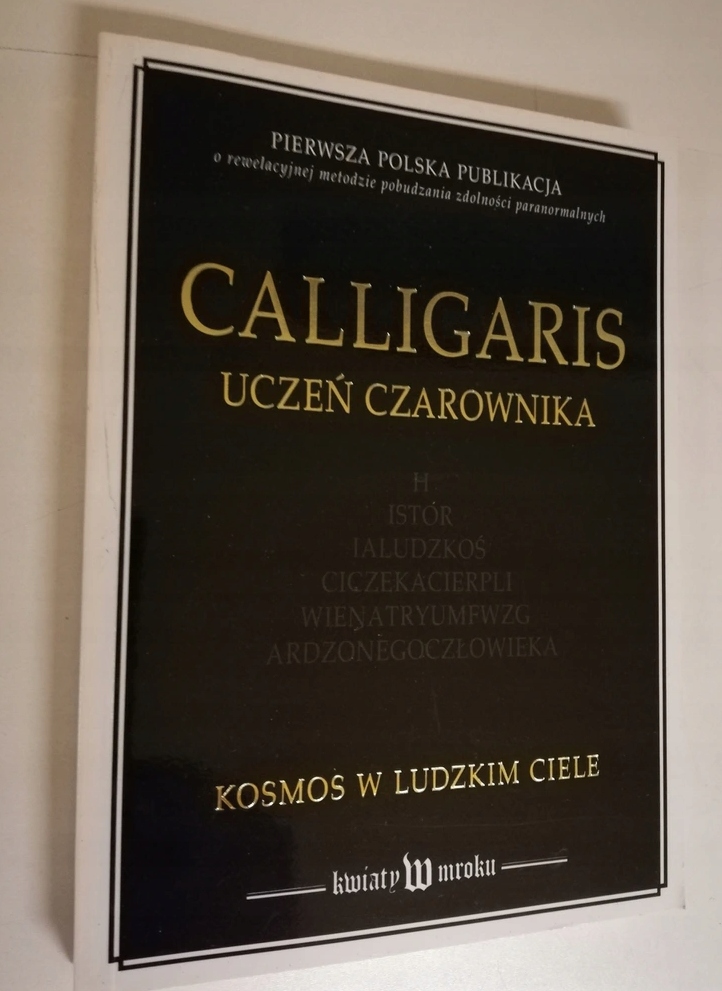 PIERWSZA POLSKA PUBLIKACJA
o rewelacyjnej metodzie pobudzania zdolności paranormalnych
CALLIGARIS
UCZEŃ CZAROWNIKA
H
ISTOR
IALUDZKOŚ
CICZEKACIERPLI
WIENATRYUMFWZG
ARDZONEGOCZŁOWIEKA
KOSMOS W LUDZKIM CIELE
kwiaty W mroku